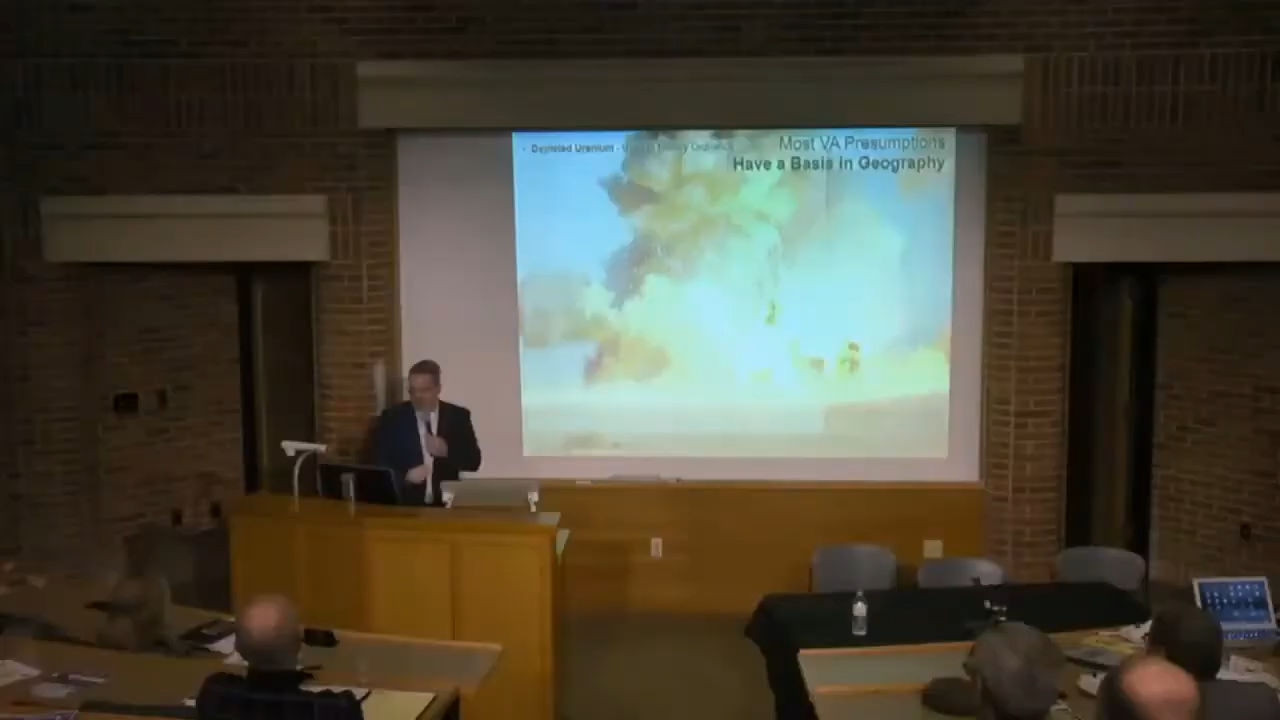 Most VA Presumptions
Have a Basis in Geography
Depleted Uranium -